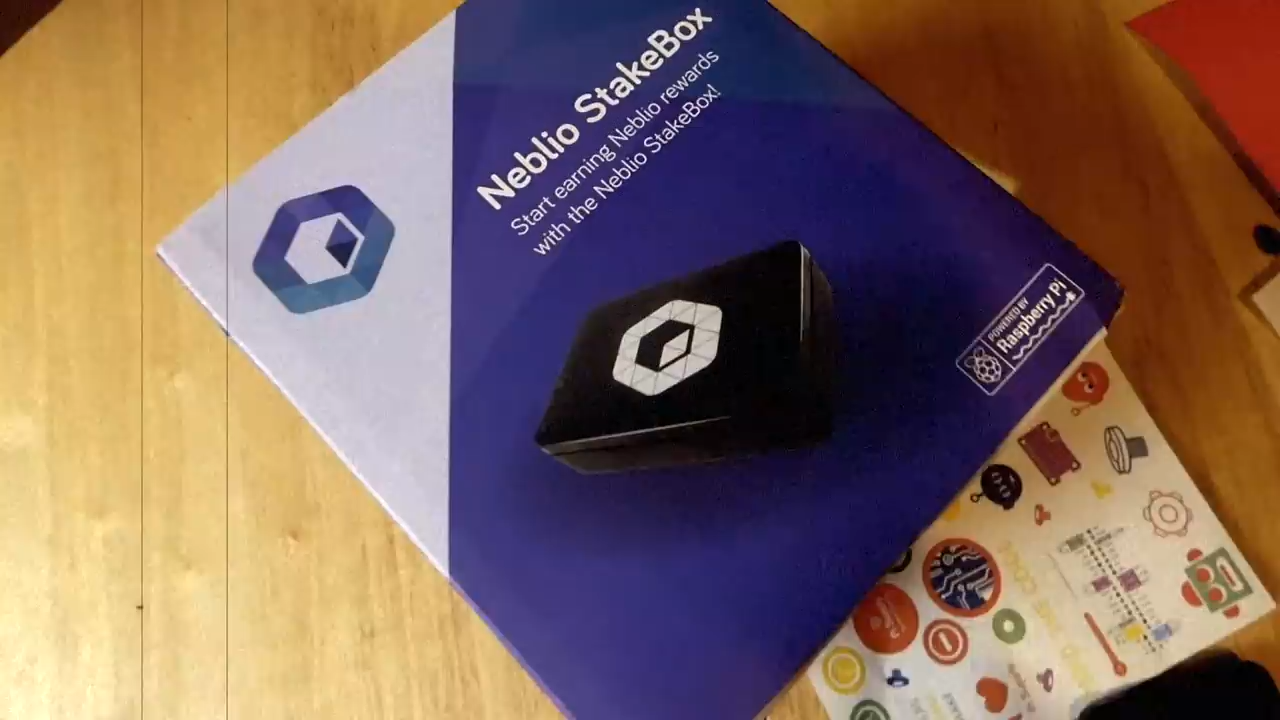 Neblio StakeBox
Start earning Neblio rewards
with the Neblio StakeBox!
POWERED BY
Raspberry Pi